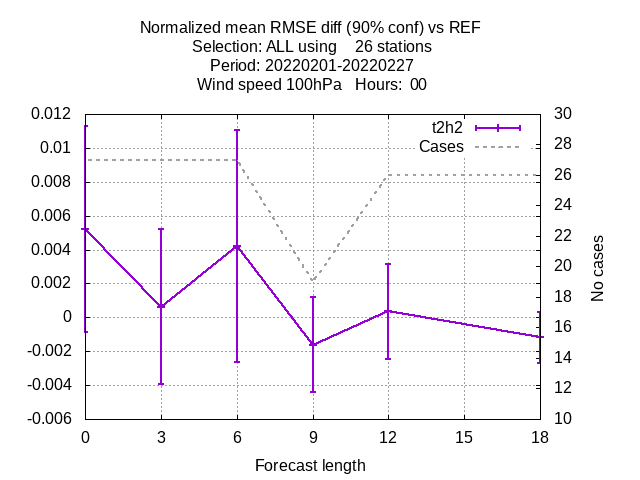 Normalized mean RMSE diff (90% conf) vs REF
Selection: ALL using    26 stations
Period: 20220201-20220227
Wind speed 100hPa   Hours:  00
0.012
0.01
0.008
0.006
0.004
0.002
0
-0.002
-0.004
-0.006
30
28
26
24
22
20
18
16
14
12
10
t2h2
Cases
No cases
0 3 6 9 12 15 18
Forecast length